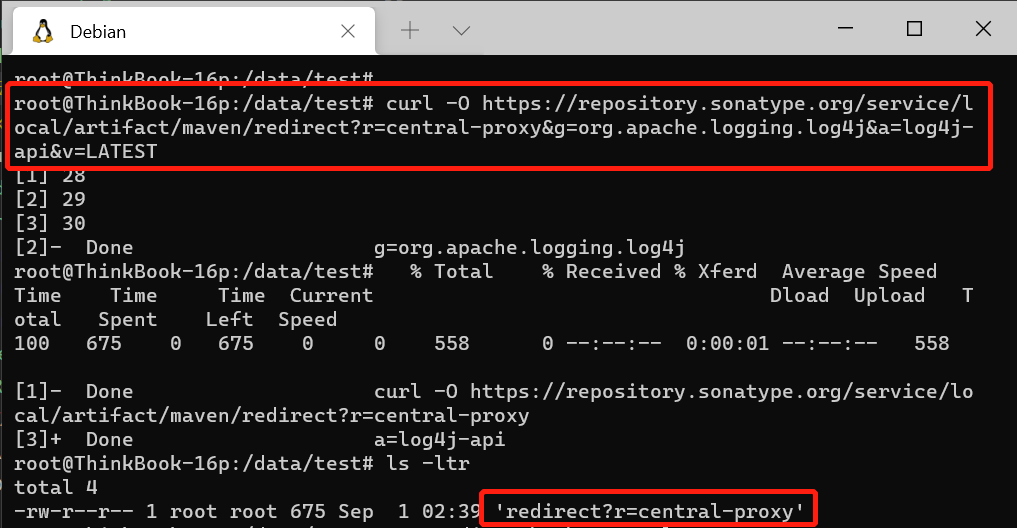 Debian
root@ThinkBook-16p:/data/test#
root@ThinkBook-16p:/data/test# curl -O https://repository.sonatype.org/service/l
ocal/artifact/maven/redirect?r=central-proxy&g=org.apache.logging.log4j&a=log4j-
api&v=LATEST
[1] 28
[2] 29
[3] 30
[2]-  Done                    g=org.apache.logging.log4j
root@ThinkBook-16p:/data/test#   % Total    % Received % Xferd  Average Speed
Time    Time     Time  Current
                                 Dload  Upload   T
otal   Spent    Left  Speed
100   675    0   675    0     0    558      0 --:--:--  0:00:01 --:--:--   558
[1]-  Done                    curl -O https://repository.sonatype.org/service/lo
cal/artifact/maven/redirect?r=central-proxy
[3]+  Done                    a=log4j-api
root@ThinkBook-16p:/data/test# ls -ltr
total 4
-rw-r--r-- 1 root root 675 Sep  1 02:39 'redirect?r=central-proxy'